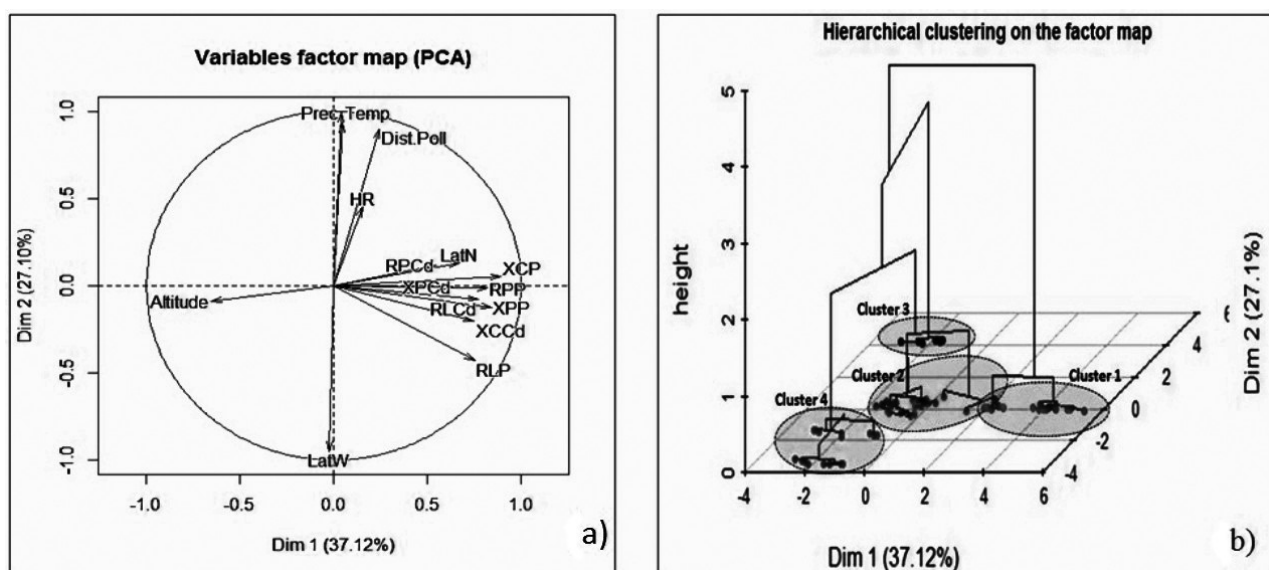 Variables factor map (PCA)
1.0
0.5
0.0
-0.5
-1.0
Dim 2 (27.10%)
Prec.Temp
Dist.Poll
HR
LatN
RPCd
XCP
XPCd
RPP
Altitude
RLCd
XPP
XCCd
RLP
LatW
-1.0 -0.5 0.0 0.5 1.0
Dim 1 (37.12%)
a)
Hierarchical clustering on the factor map
5
4
3
2
1
0
height
Cluster 3
Cluster 2
Cluster 1
Cluster 4
6
4
2
0
-2
-4
Dim 2 (27.1%)
-4 -2 0 2 4 6
Dim 1 (37.12%)
b)